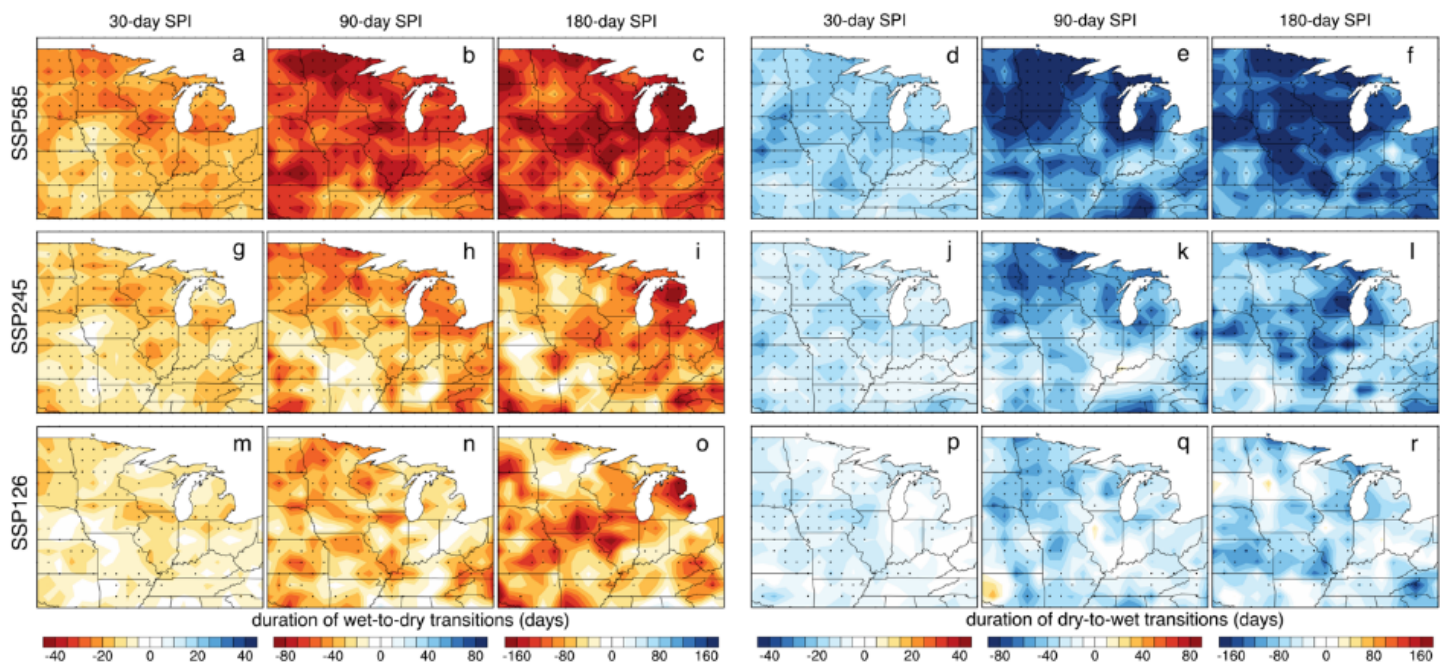 30-day SPI 90-day SPI 180-day SPI 30-day SPI 90-day SPI 180-day SPI
SSP585
a b c d e f
SSP245
g h i j k l
SSP126
m n o p q r
duration of wet-to-dry transitions (days) duration of dry-to-wet transitions (days)
-40 -20 0 20 40 -80 -40 0 40 80 -160 -80 0 80 160 -40 -20 0 20 40 -80 -40 0 40 80 -160 -80 0 80 160